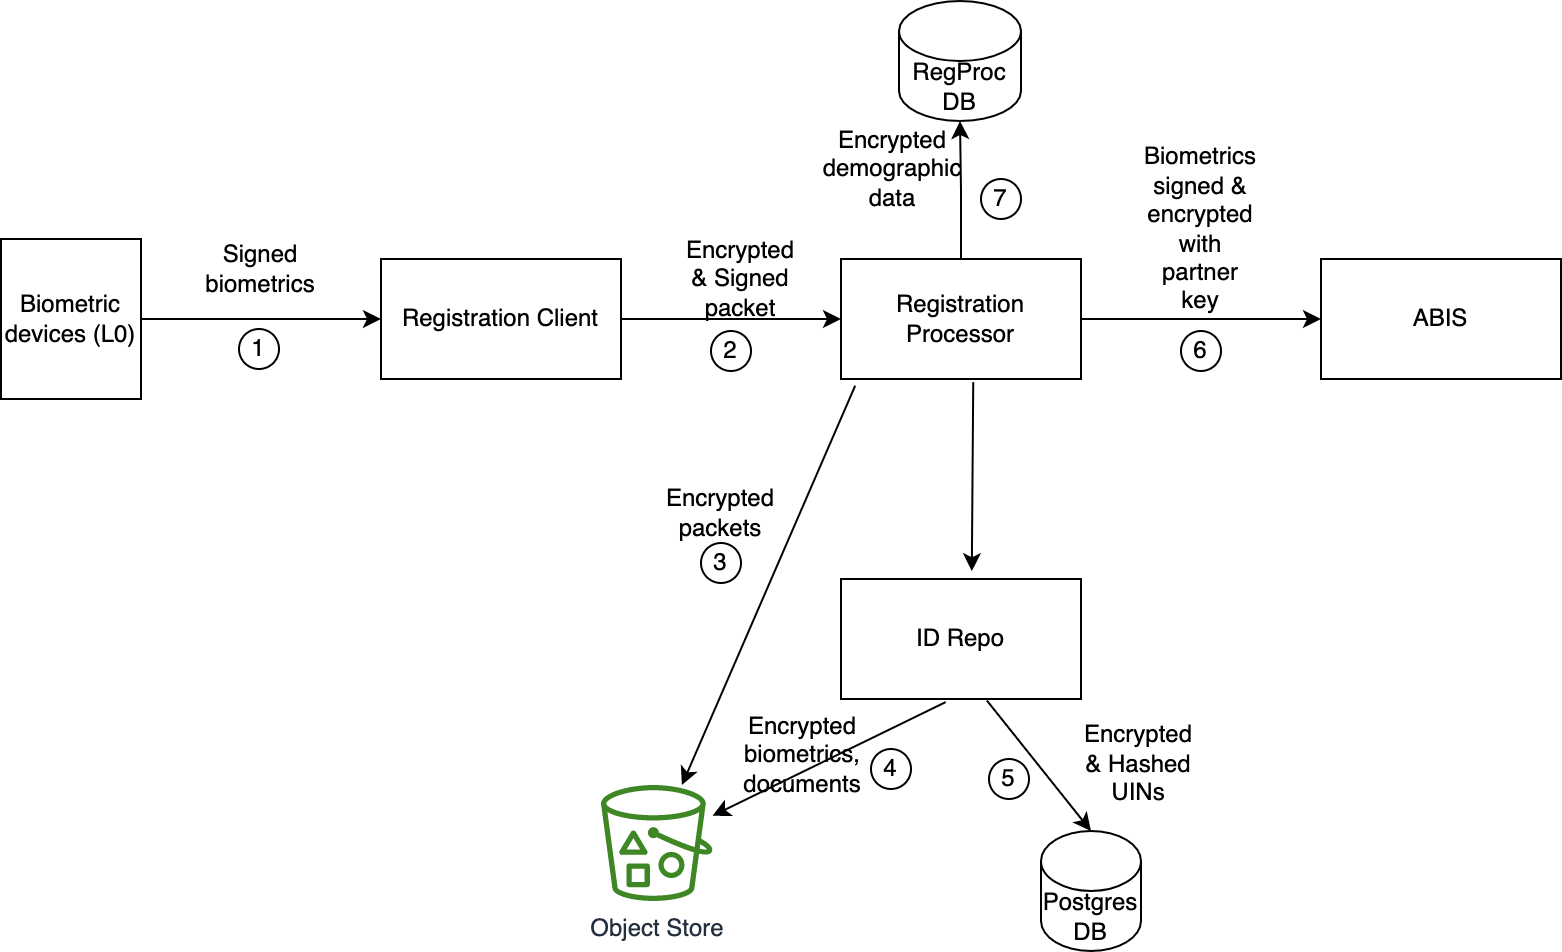 RegProc
DB
Encrypted
demographic
data
7
Biometrics
signed &
encrypted
with
partner
key
6
Signed
biometrics
1
Encrypted
& Signed
packet
2
Biometric
devices (L0)
Registration Client
Registration
Processor
ABIS
Encrypted
packets
3
ID Repo
Encrypted
biometrics,
documents
4
5
Encrypted
& Hashed
UINs
Object Store
Postgres
DB